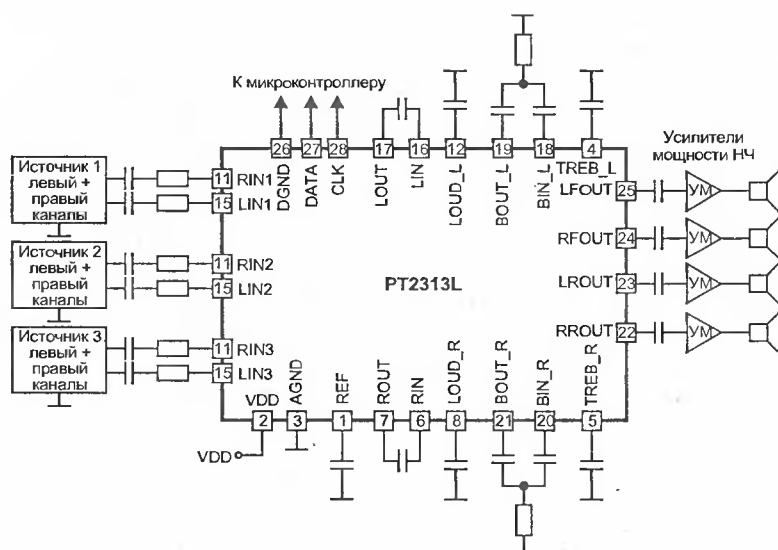 К микроконтроллеру
26 27 28 17 16 12 19 18 4
DGND DATA CLK LOUT LIN LOUD_L BOUT_L BIN_L TREB_L
Источник 1
левый +
правый
каналы
11 RIN1
15 LIN1
Источник 2
левый +
правый
каналы
11 RIN2
15 LIN2
Источник 3
левый +
правый
каналы
11 RIN3
15 LIN3
PT2313L
Усилители
мощности НЧ
LFOUT 25 УМ
RFOUT 24 УМ
LROUT 23 УМ
RROUT 22 УМ
VDD AGND REF ROUT RIN LOUD_R BOUT_R BIN_R TREB_R
2 3 1 7 6 8 21 20 5
VDD